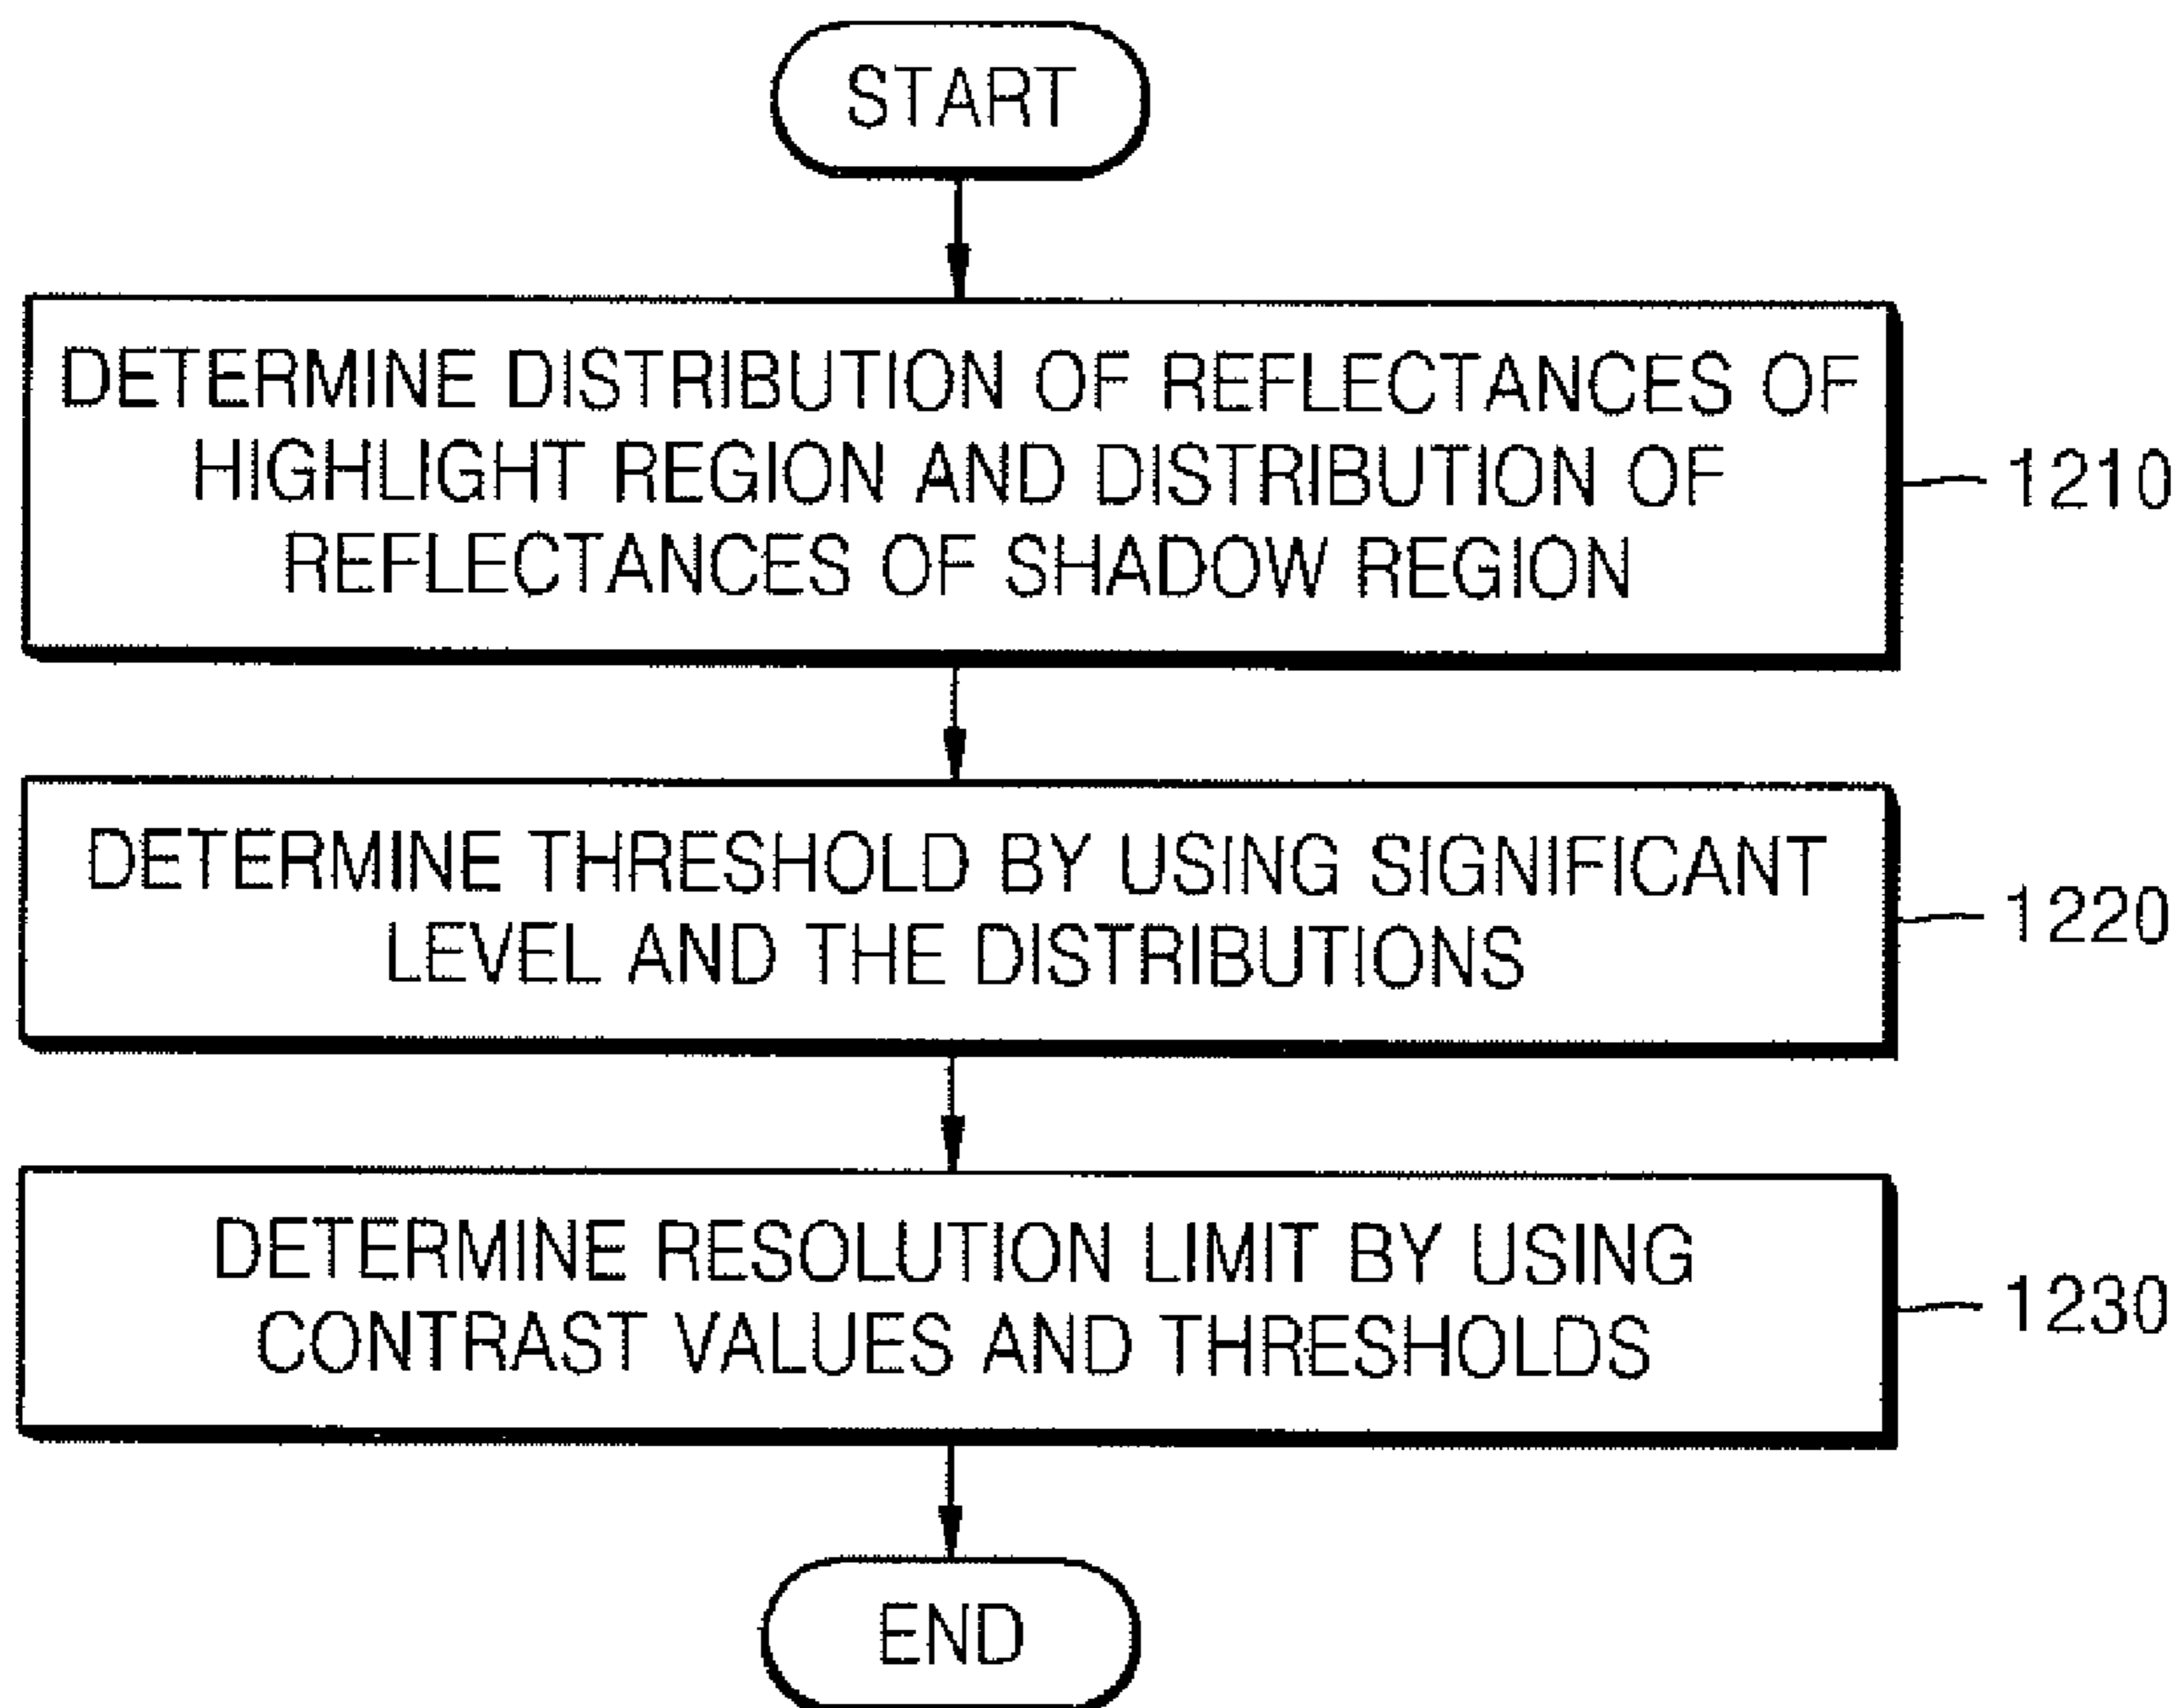 START
DETERMINE DISTRIBUTION OF REFLECTANCES OF
HIGHLIGHT REGION AND DISTRIBUTION OF
REFLECTANCES OF SHADOW REGION
1210
DETERMINE THRESHOLD BY USING SIGNIFICANT
LEVEL AND THE DISTRIBUTIONS
1220
DETERMINE RESOLUTION LIMIT BY USING
CONTRAST VALUES AND THRESHOLDS
1230
END